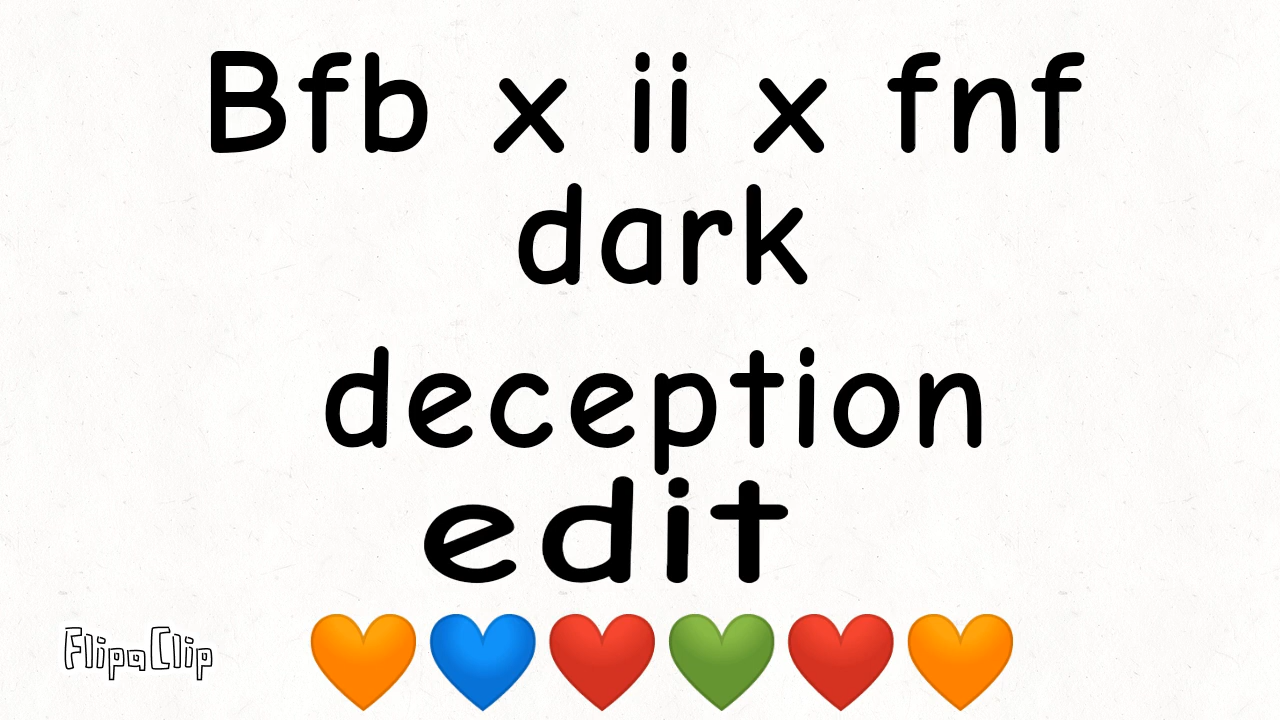 Bfb x ii x fnf
dark
deception
edit
🧡💙❤️💚❤️🧡
FlipaClip